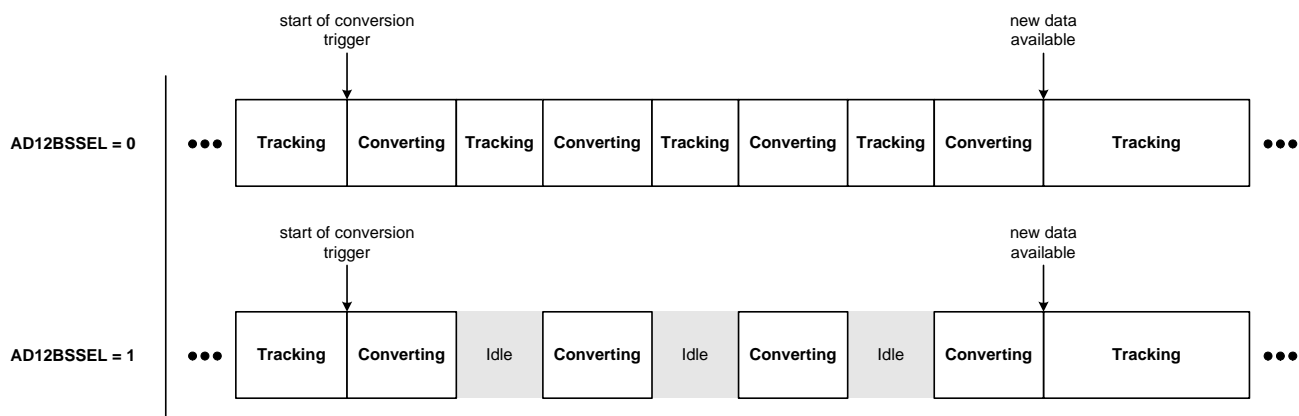 start of conversion
trigger
new data
available
AD12BSSEL = 0
●●● Tracking Converting Tracking Converting Tracking Converting Tracking Converting Tracking ●●●
start of conversion
trigger
new data
available
AD12BSSEL = 1
●●● Tracking Converting Idle Converting Idle Converting Idle Converting Tracking ●●●